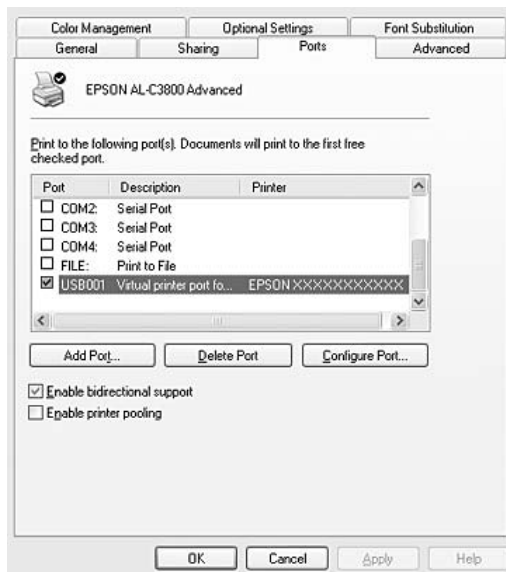 Color Management Optional Settings Font Substitution
General Sharing Ports Advanced
EPSON AL-C3800 Advanced
Print to the following port(s). Documents will print to the first free
checked port.
Port Description Printer
COM2: Serial Port
COM3: Serial Port
COM4: Serial Port
FILE: Print to File
USB001 Virtual printer port fo... EPSON XXXXXXXXXXX
Add Port... Delete Port Configure Port...
Enable bidirectional support
Enable printer pooling
OK Cancel Apply Help